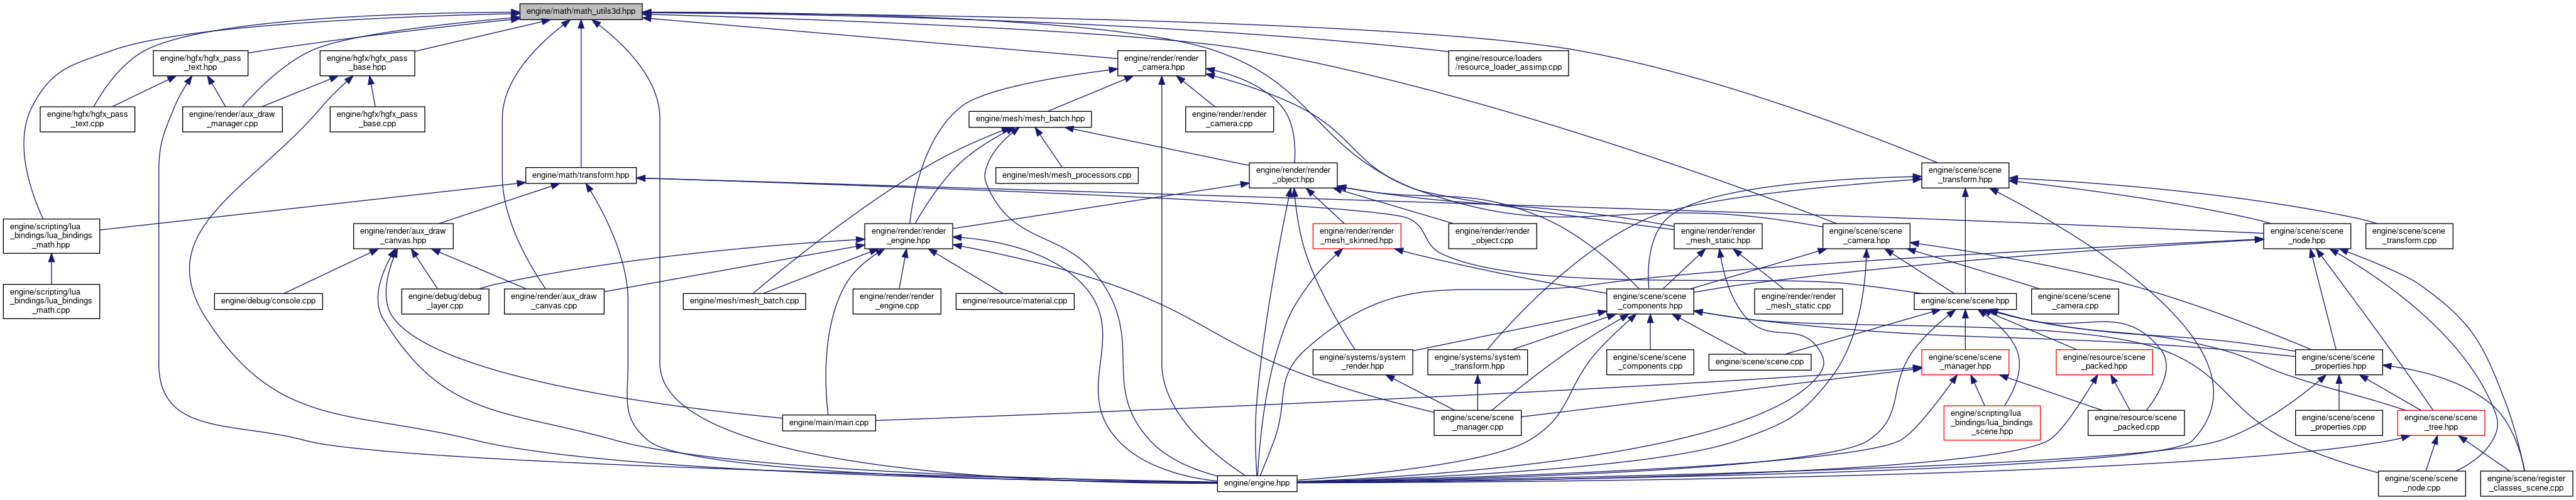 engine/math/math_utils3d.hpp
engine/hgfx/hgfx_pass
_text.hpp
engine/hgfx/hgfx_pass
_base.hpp
engine/render/render
_camera.hpp
engine/resource/loaders
/resource_loader_assimp.cpp
engine/hgfx/hgfx_pass
_text.cpp
engine/render/aux_draw
_manager.cpp
engine/hgfx/hgfx_pass
_base.cpp
engine/mesh/mesh_batch.hpp
engine/render/render
_camera.cpp
engine/math/transform.hpp
engine/mesh/mesh_processors.cpp
engine/render/render
_object.hpp
engine/scene/scene
_transform.hpp
engine/scripting/lua
_bindings/lua_bindings
_math.hpp
engine/render/aux_draw
_canvas.hpp
engine/render/render
_engine.hpp
engine/render/render
_mesh_skinned.hpp
engine/render/render
_object.cpp
engine/render/render
_mesh_static.hpp
engine/scene/scene
_camera.hpp
engine/scene/scene
_node.hpp
engine/scene/scene
_transform.cpp
engine/scripting/lua
_bindings/lua_bindings
_math.cpp
engine/debug/console.cpp
engine/debug/debug
_layer.cpp
engine/render/aux_draw
_canvas.cpp
engine/mesh/mesh_batch.cpp
engine/render/render
_engine.cpp
engine/resource/material.cpp
engine/scene/scene
_components.hpp
engine/render/render
_mesh_static.cpp
engine/scene/scene.hpp
engine/scene/scene
_camera.cpp
engine/systems/system
_render.hpp
engine/systems/system
_transform.hpp
engine/scene/scene
_components.cpp
engine/scene/scene.cpp
engine/scene/scene
_manager.hpp
engine/resource/scene
_packed.hpp
engine/scene/scene
_properties.hpp
engine/main/main.cpp
engine/scene/scene
_manager.cpp
engine/scripting/lua
_bindings/lua_bindings
_scene.hpp
engine/resource/scene
_packed.cpp
engine/scene/scene
_properties.cpp
engine/scene/scene
_tree.hpp
engine/engine.hpp
engine/scene/scene
_node.cpp
engine/scene/register
_classes_scene.cpp